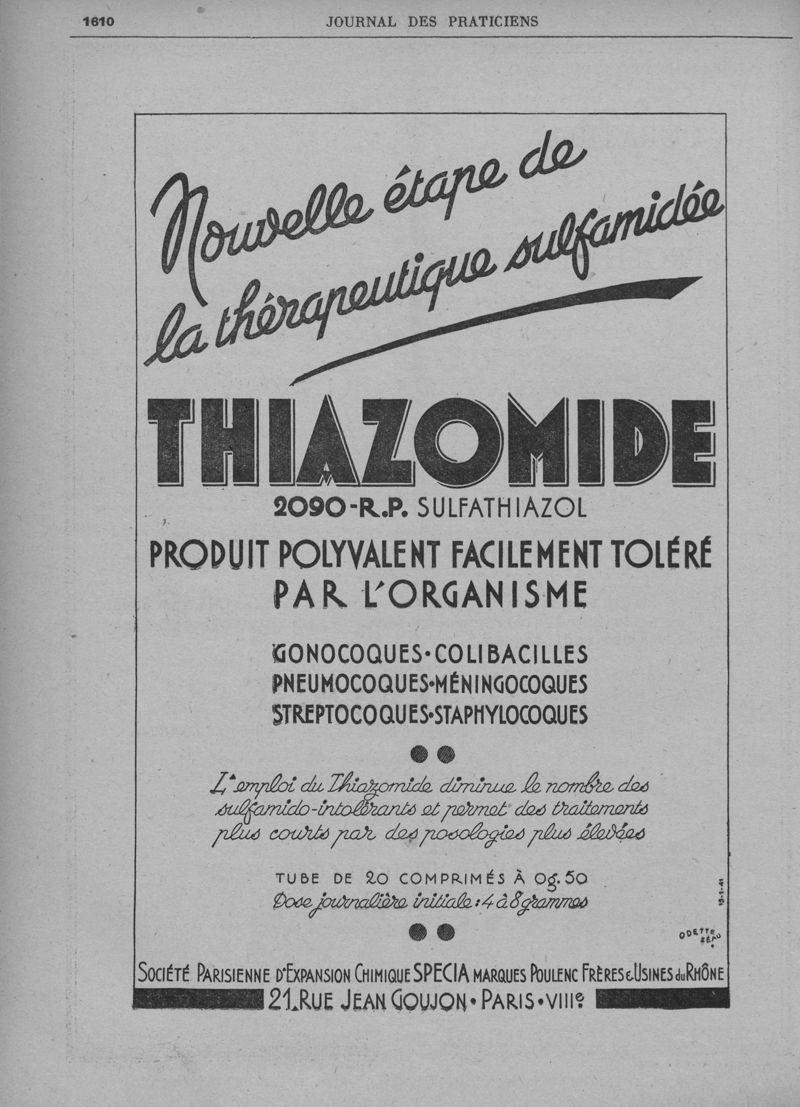 1610
JOURNAL DES PRATICIENS
Nouvelle étape de
la thérapeutique sulfamidée
THIAZOMIDE
2090-R.P. SULFATHIAZOL
PRODUIT POLYVALENT FACILEMENT TOLÉRÉ
PAR L'ORGANISME
GONOCOQUES•COLIBACILLES
PNEUMOCOQUES•MÉNINGOCOQUES
STREPTOCOQUES•STAPHYLOCOQUES
L'emploi du Thiazomide diminue le nombre des
sulfamido-intolérants et permet des traitements
plus courts par des posologies plus élevées
TUBE DE 20 COMPRIMÉS À 0g.50
Dose journalière initiale: 4 à 8 grammes
ODETTE
SOCIÉTÉ PARISIENNE D'EXPANSION CHIMIQUE SPECIA MARQUES POULENC FRÈRES & USINES du RHÔNE
21, RUE JEAN GOUJON • PARIS • VIIIe